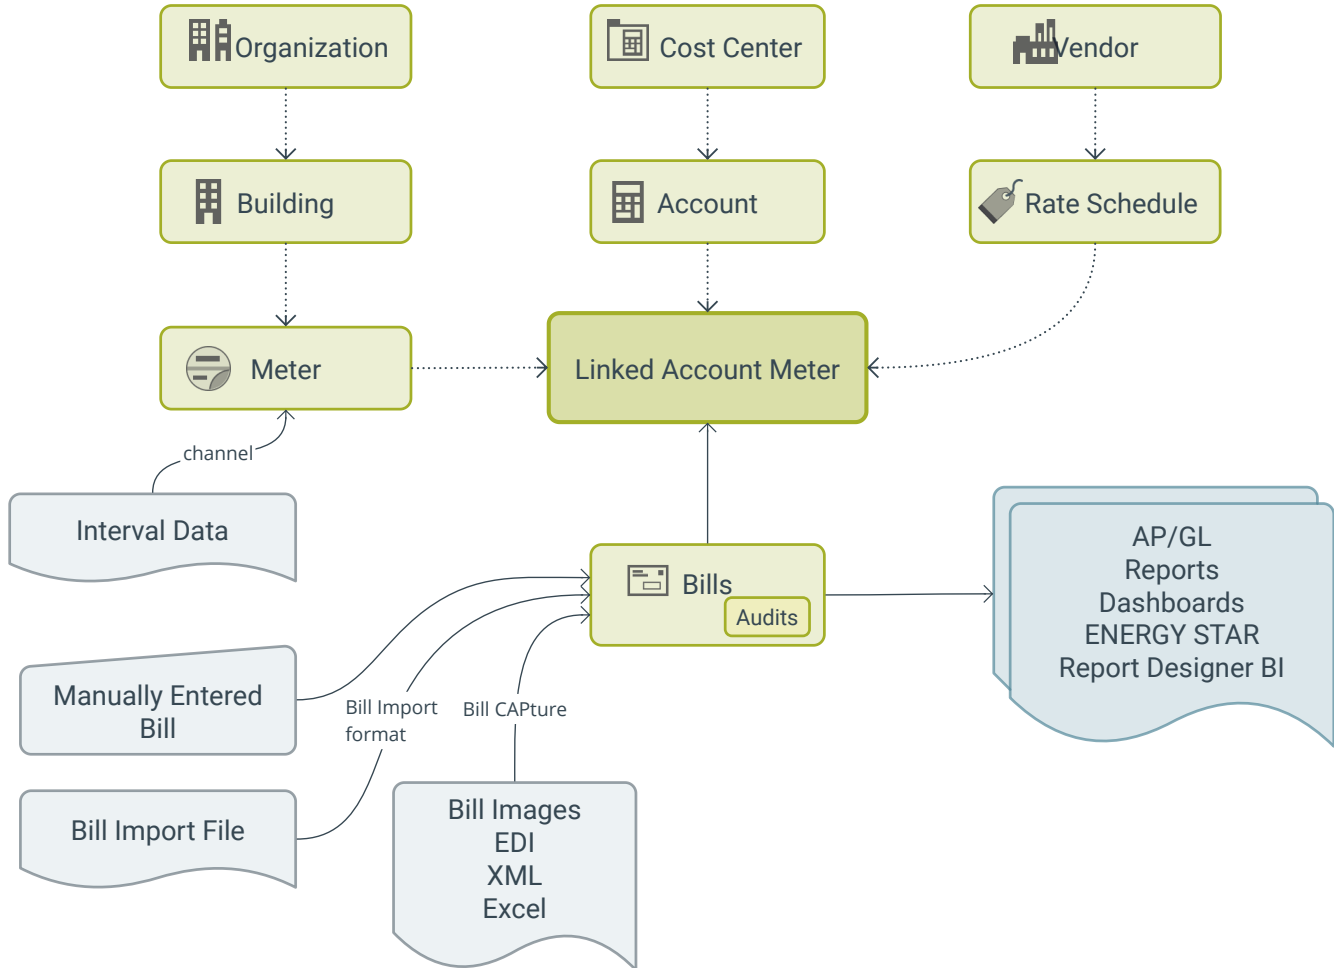 Organization
Cost Center
Vendor
Building
Account
Rate Schedule
Meter
Linked Account Meter
channel
Interval Data
Bills
Audits
AP/GL
Reports
Dashboards
ENERGY STAR
Report Designer BI
Manually Entered
Bill
Bill Import
format
Bill CAPture
Bill Import File
Bill Images
EDI
XML
Excel